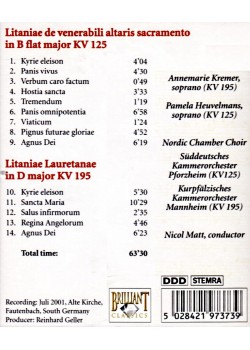 Litaniae de venerabili altaris sacramento
in B flat major KV 125
1. Kyrie eleison 4'04
2. Panis vivus 4'30
3. Verbum caro factum 0'49
4. Hostia sancta 3'33
5. Tremendum 1'19
6. Panis omnipotentia 6'58
7. Viaticum 1'24
8. Pignus futurae gloriae 5'52
9. Agnus Dei 6'19
Litaniae Lauretanae
in D major KV 195
10. Kyrie eleison 5'30
11. Sancta Maria 10'29
12. Salus infirmorum 2'35
13. Regina Angelorum 3'46
14. Agnus Dei 6'23
Total time: 63'30
Annemarie Kremer,
soprano (KV 195)
Pamela Heuvelmans,
soprano (KV 125)
Nordic Chamber Choir
Süddeutsches
Kammerorchester
Pforzheim (KV125)
Kurpfälzisches
Kammerorchester
Mannheim (KV 195)
Nicol Matt, conductor
Recording: Juli 2001, Alte Kirche,
Fautenbach, South Germany
Producer: Reinhard Geller
BRILLIANT
CLASSICS
DDD STEMRA
5 028421 973739